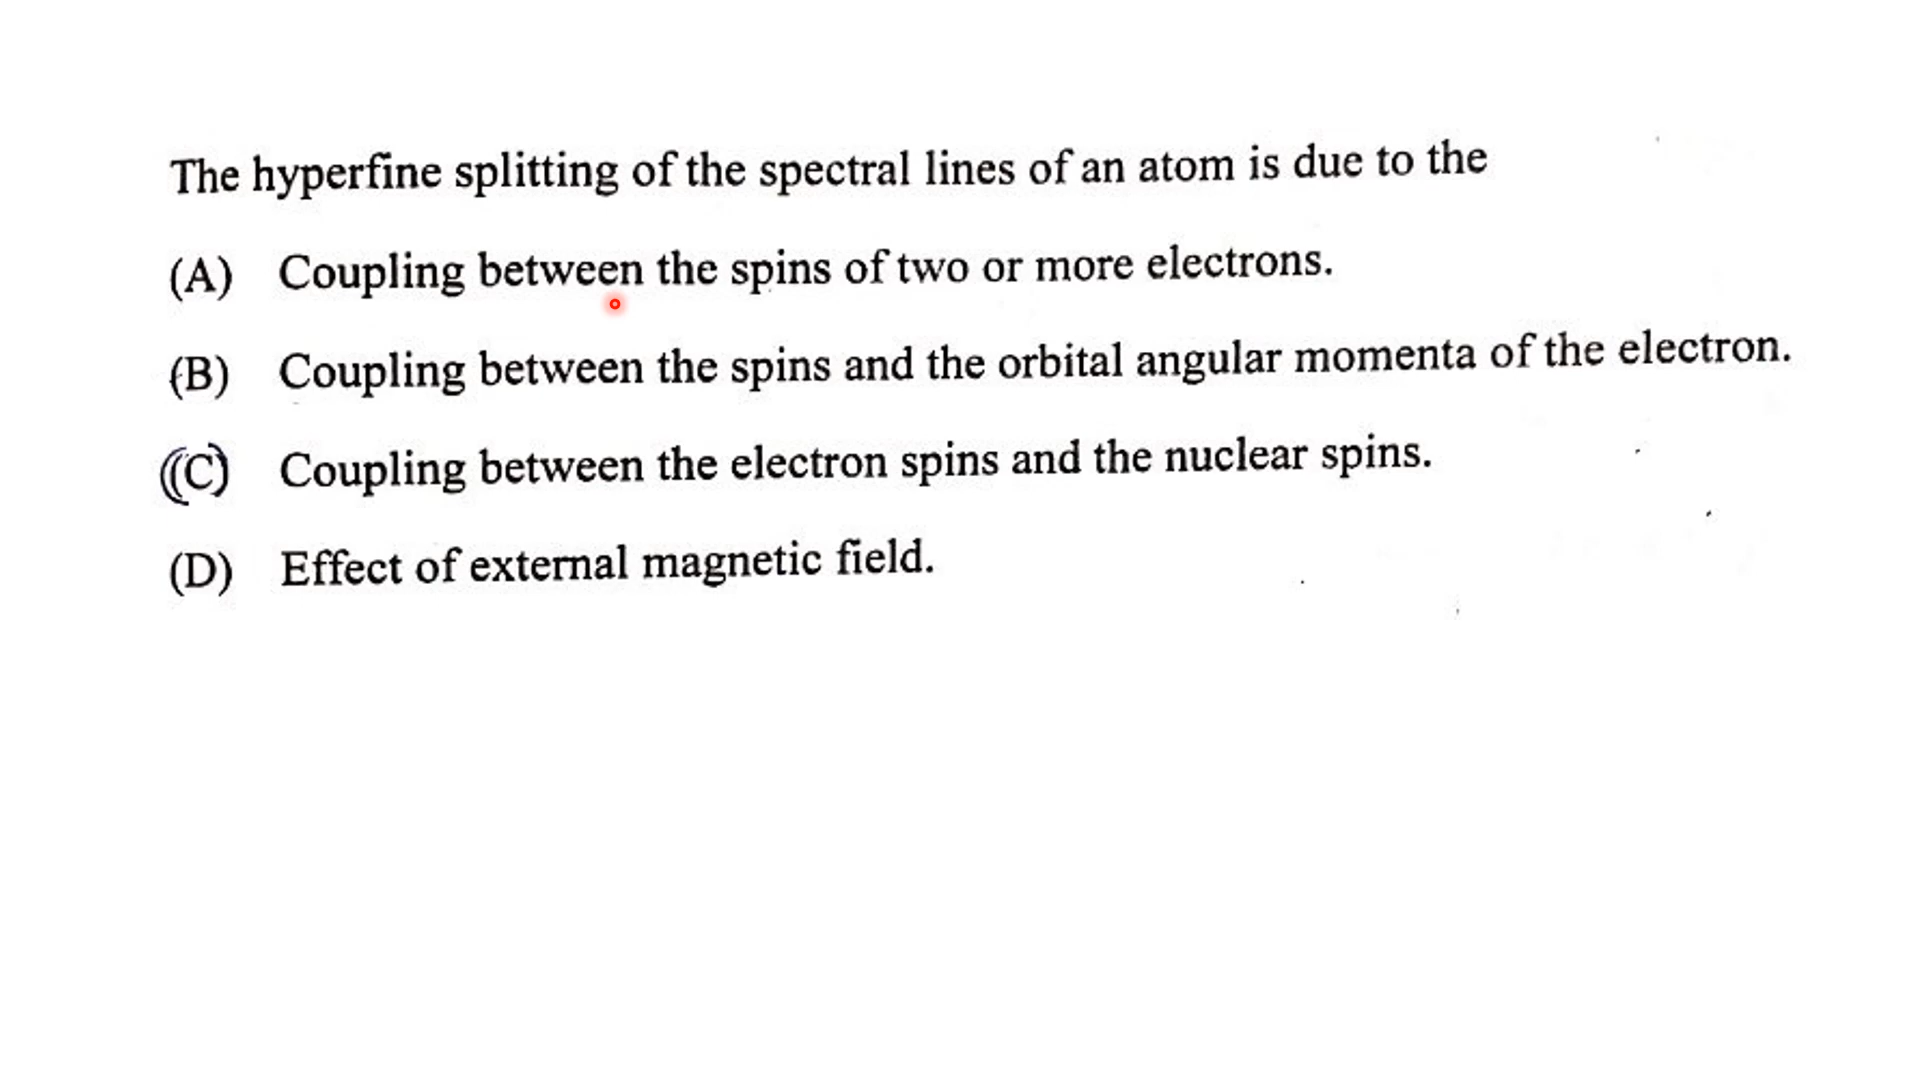 The hyperfine splitting of the spectral lines of an atom is due to the
(A) Coupling between the spins of two or more electrons.
(B) Coupling between the spins and the orbital angular momenta of the electron.
(C) Coupling between the electron spins and the nuclear spins.
(D) Effect of external magnetic field.